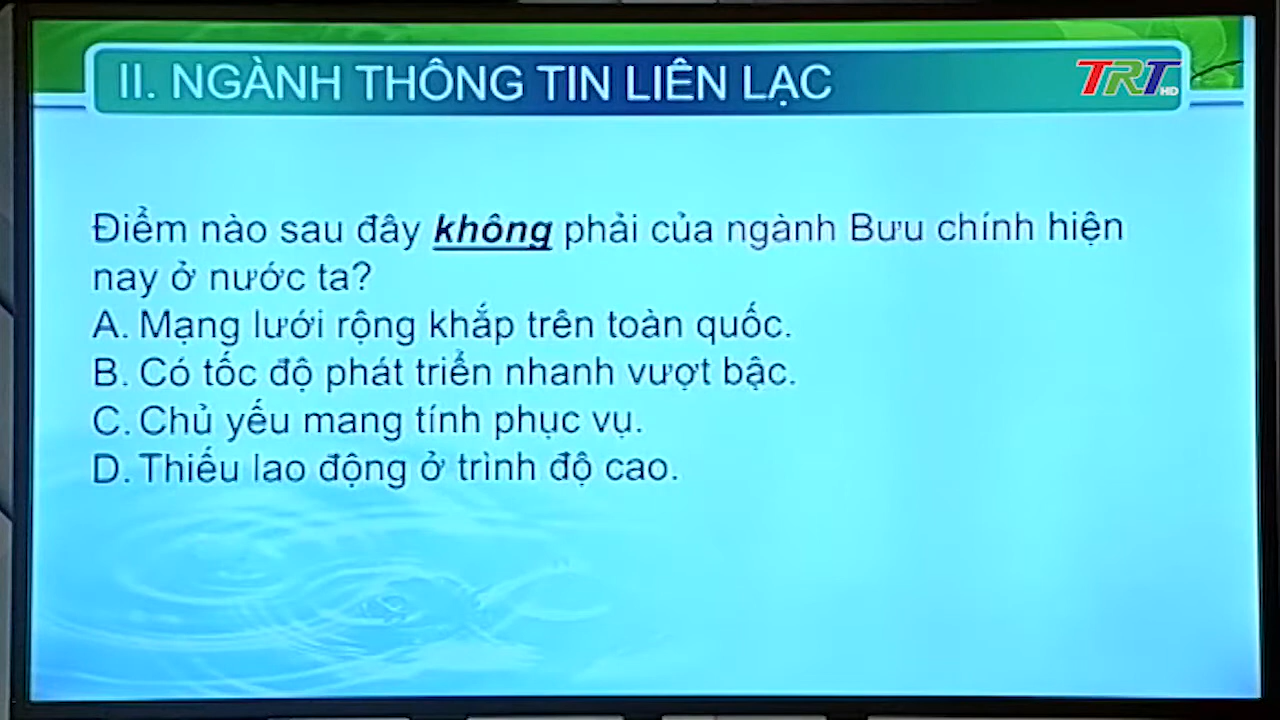 II. NGÀNH THÔNG TIN LIÊN LẠC
TRT HD
Điểm nào sau đây không phải của ngành Bưu chính hiện
nay ở nước ta?
A. Mạng lưới rộng khắp trên toàn quốc.
B. Có tốc độ phát triển nhanh vượt bậc.
C. Chủ yếu mang tính phục vụ.
D. Thiếu lao động ở trình độ cao.